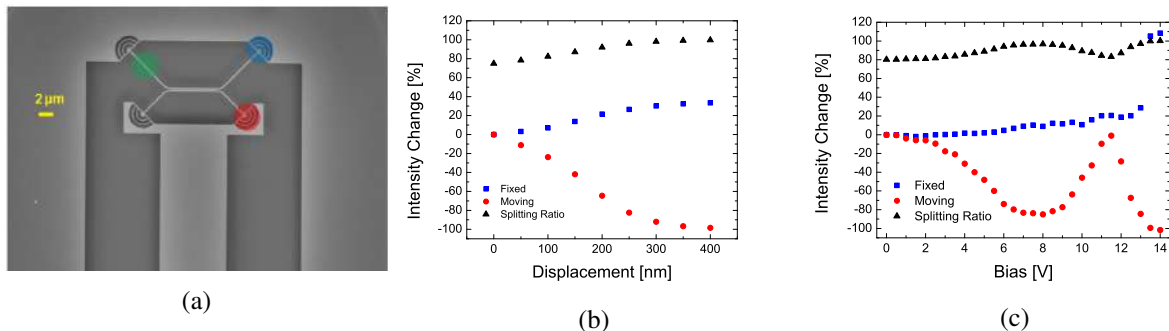 2 μm
(a)
Intensity Change [%]
100
80
60
40
20
0
-20
-40
-60
-80
-100
Fixed
Moving
Splitting Ratio
0 100 200 300 400
Displacement [nm]
(b)
Intensity Change [%]
100
80
60
40
20
0
-20
-40
-60
-80
-100
Fixed
Moving
Splitting Ratio
0 2 4 6 8 10 12 14
Bias [V]
(c)